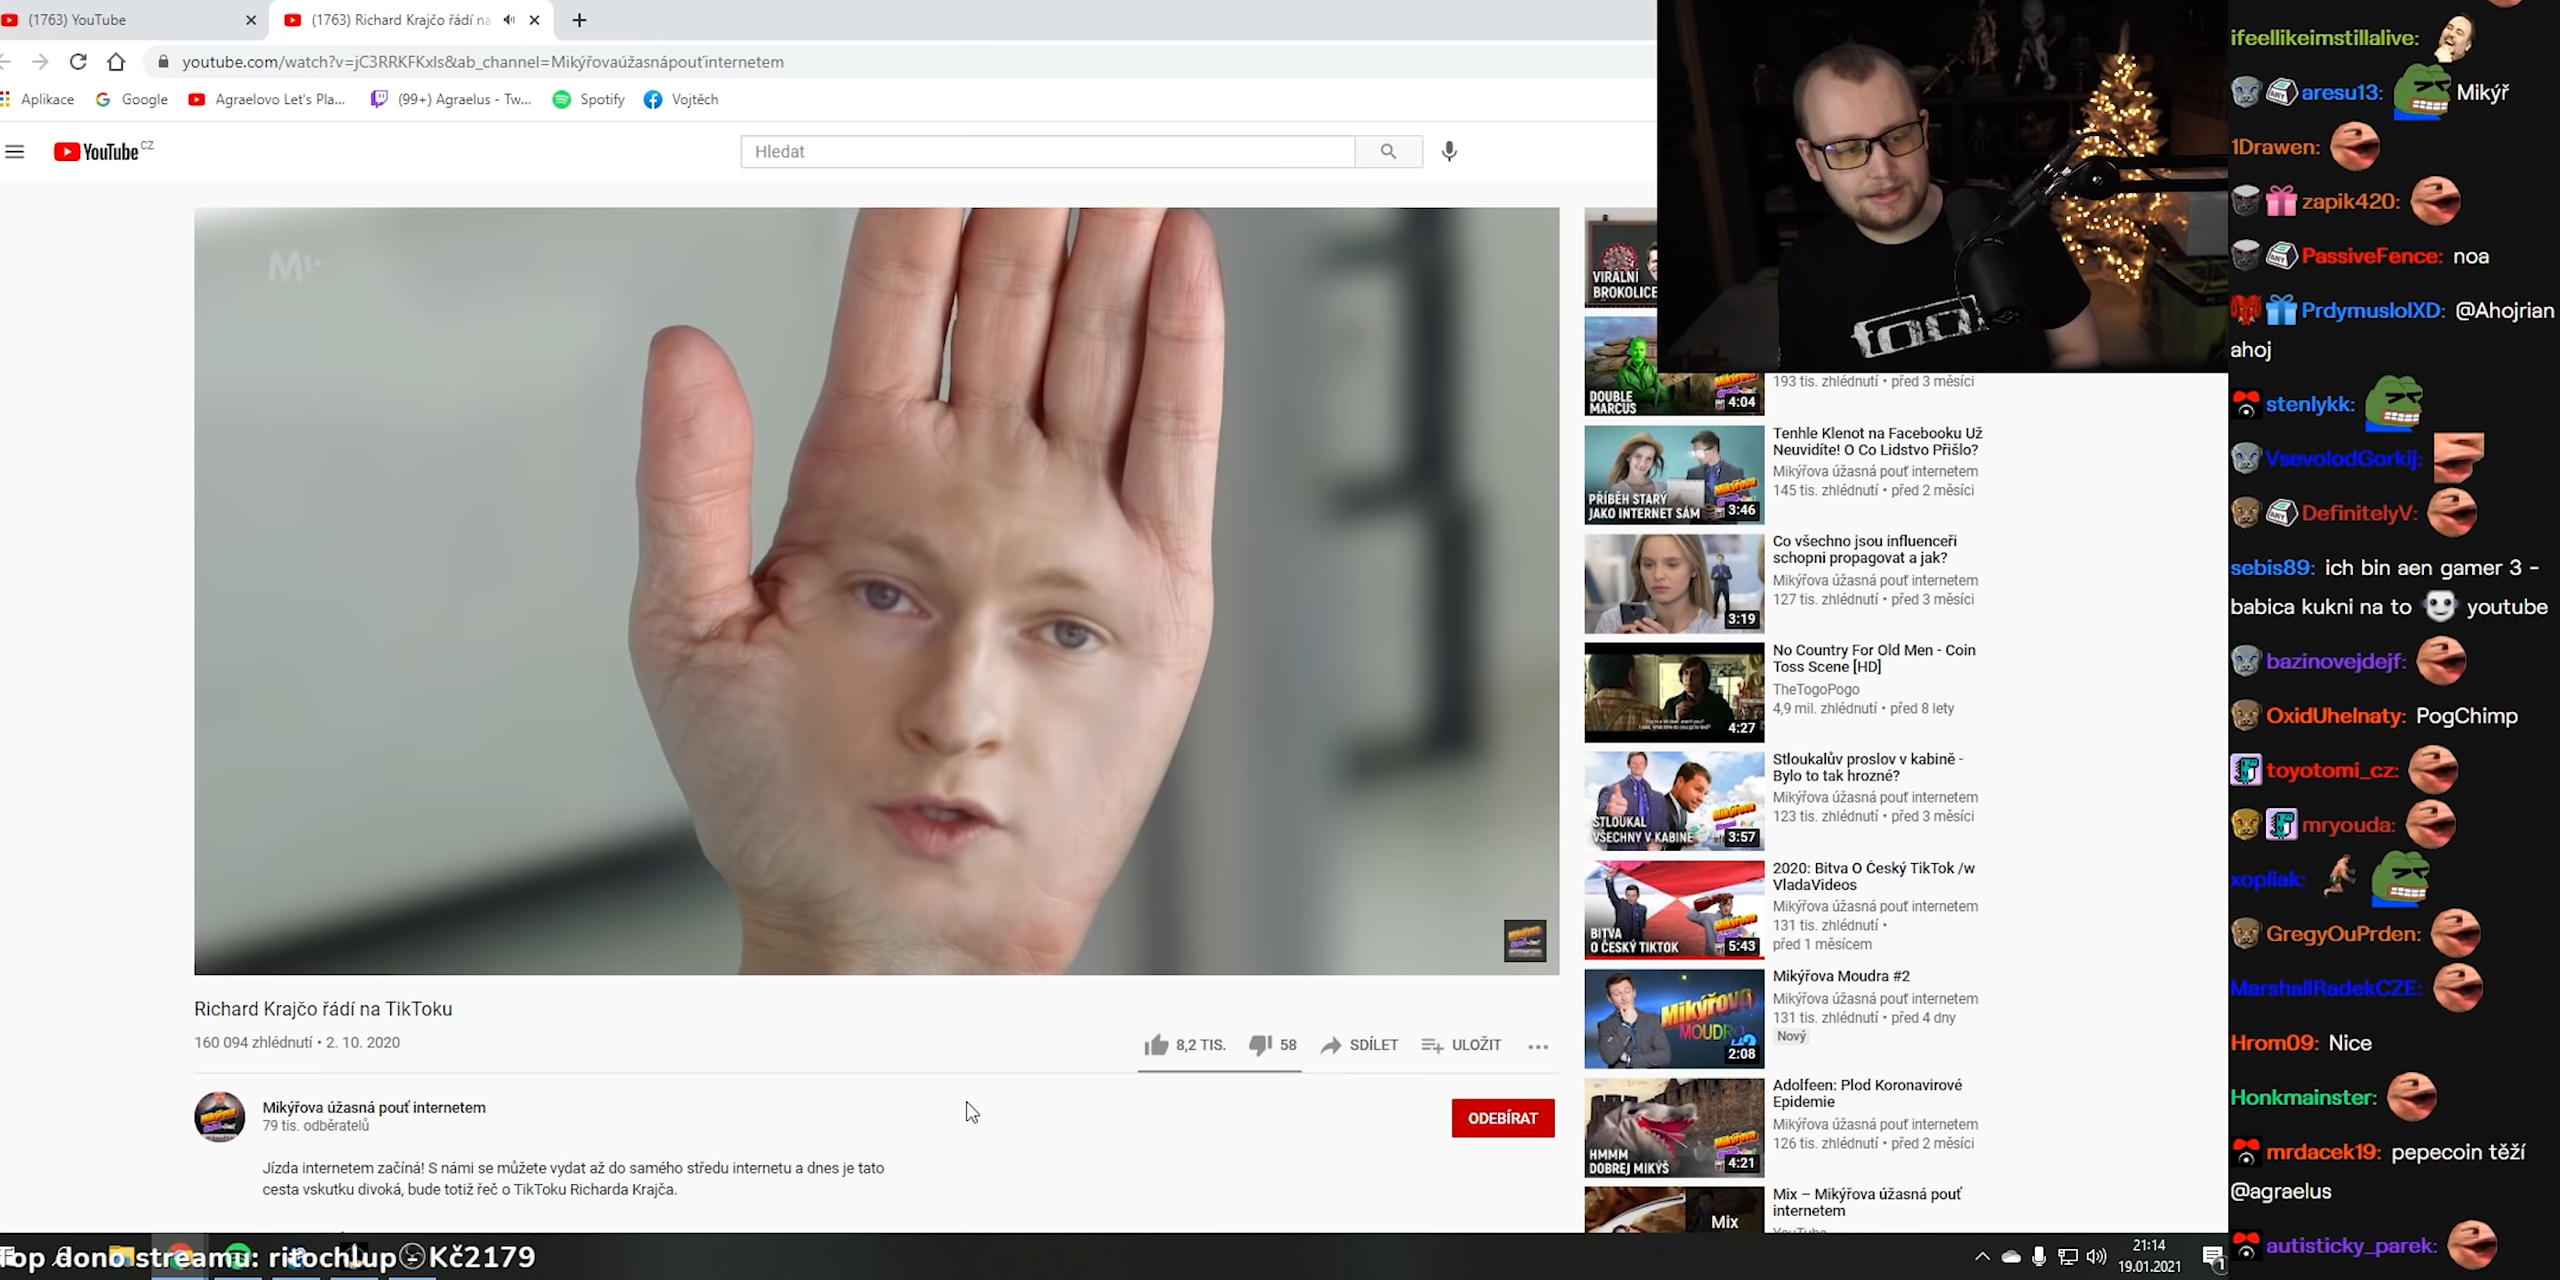 (1763) YouTube
(1763) Richard Krajčo řádí na
youtube.com/watch?v=jC3RRKFKxIs&ab_channel=Mikýřovaúžasnápouťinternetem
Aplikace
Google
Agraelovo Let's Pla...
(99+) Agraelus - Tw...
Spotify
Vojtěch
YouTube CZ
Hledat
Richard Krajčo řádí na TikToku
160 094 zhlédnutí • 2. 10. 2020
8,2 TIS.
58
SDÍLET
ULOŽIT
Mikýřova úžasná pouť internetem
79 tis. odběratelů
ODEBÍRAT
Jízda internetem začíná! S námi se můžete vydat až do samého středu internetu a dnes je tato
cesta vskutku divoká, bude totiž řeč o TikToku Richarda Krajča.
VIRÁLNÍ
BROKOLICE
DOUBLE
MARCUS
4:04
193 tis. zhlédnutí • před 3 měsíci
PŘÍBĚH STARÝ
JAKO INTERNET SÁM
3:46
Tenhle Klenot na Facebooku Už
Neuvidíte! O Co Lidstvo Přišlo?
Mikýřova úžasná pouť internetem
145 tis. zhlédnutí • před 2 měsíci
3:19
Co všechno jsou influenceři
schopni propagovat a jak?
Mikýřova úžasná pouť internetem
127 tis. zhlédnutí • před 3 měsíci
4:27
No Country For Old Men - Coin
Toss Scene [HD]
TheTogoPogo
4,9 mil. zhlédnutí • před 8 lety
STLOUKAL
VŠECHNY V KABINĚ
3:57
Stloukalův proslov v kabině -
Bylo to tak hrozné?
Mikýřova úžasná pouť internetem
123 tis. zhlédnutí • před 3 měsíci
BITVA
O ČESKÝ TIKTOK
5:43
2020: Bitva O Český TikTok /w
VladaVideos
Mikýřova úžasná pouť internetem
131 tis. zhlédnutí •
před 1 měsícem
Mikýřova
MOUDRA
2:08
Mikýřova Moudra #2
Mikýřova úžasná pouť internetem
131 tis. zhlédnutí • před 4 dny
Nový
HMMM
DOBREJ MIKÝŠ
4:21
Adolfeen: Plod Koronavirové
Epidemie
Mikýřova úžasná pouť internetem
126 tis. zhlédnutí • před 2 měsíci
Mix
Mix – Mikýřova úžasná pouť
internetem
TOOL
ifeellikeimstillalive:
aresu13: Mikýř
1Drawen:
zapik420:
PassiveFence: noa
PrdymuslolXD: @Ahojrian
ahoj
stenlykk:
VsevolodGorkij:
DefinitelyV:
sebis89: ich bin aen gamer 3 -
babica kukni na to youtube
bazinovejdejf:
OxidUhelnaty: PogChimp
toyotomi_cz:
mryouda:
xopliak:
GregyOuPrden:
MarshallRadekCZE:
Hrom09: Nice
Honkmainster:
mrdacek19: pepecoin těží
@agraelus
autisticky_parek:
Top dono streamu: ritochlup Kč2179
21:14
19.01.2021